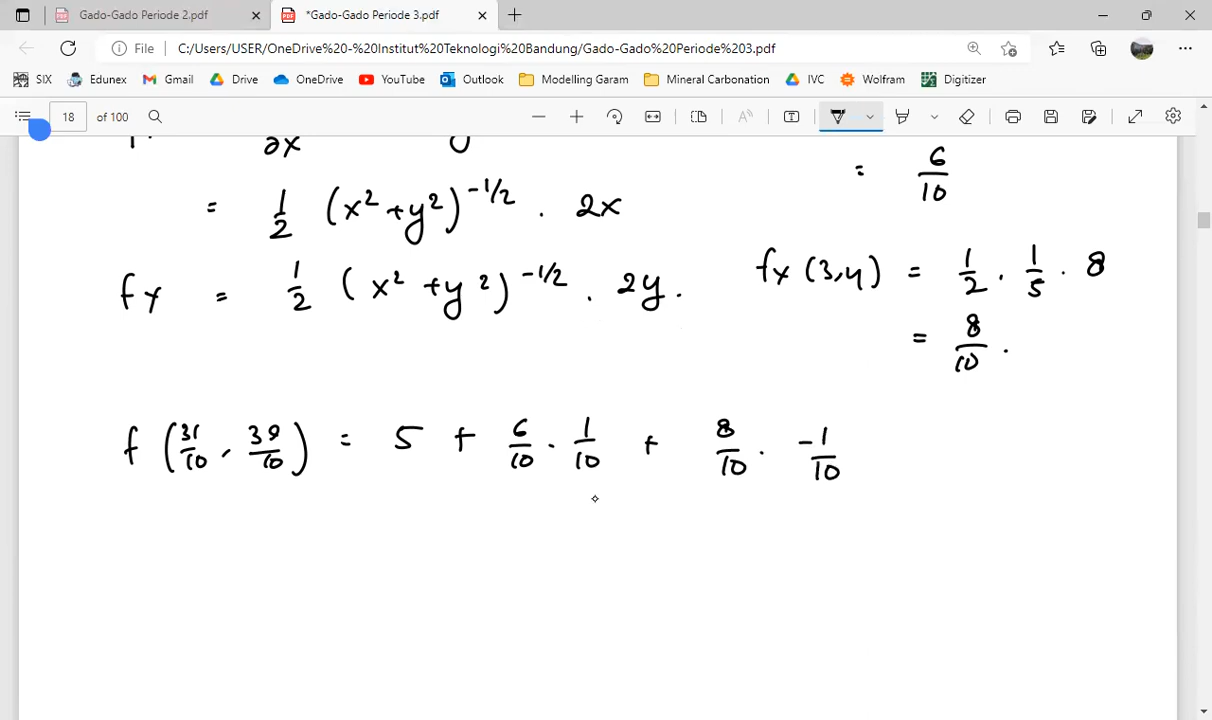 Gado-Gado Periode 2.pdf
*Gado-Gado Periode 3.pdf
File C:/Users/USER/OneDrive%20-%20Institut%20Teknologi%20Bandung/Gado-Gado%20Periode%203.pdf
SIX Edunex Gmail Drive OneDrive YouTube Outlook Modelling Garam Mineral Carbonation IVC Wolfram Digitizer
18 of 100
∂x y
= 6/10
= 1/2 (x² + y²)^-1/2 . 2x
fy = 1/2 (x² + y²)^-1/2 . 2y.
fx (3,4) = 1/2 . 1/5 . 8
= 8/10 .
f (31/10, 39/10) = 5 + 6/10 . 1/10 + 8/10 . -1/10